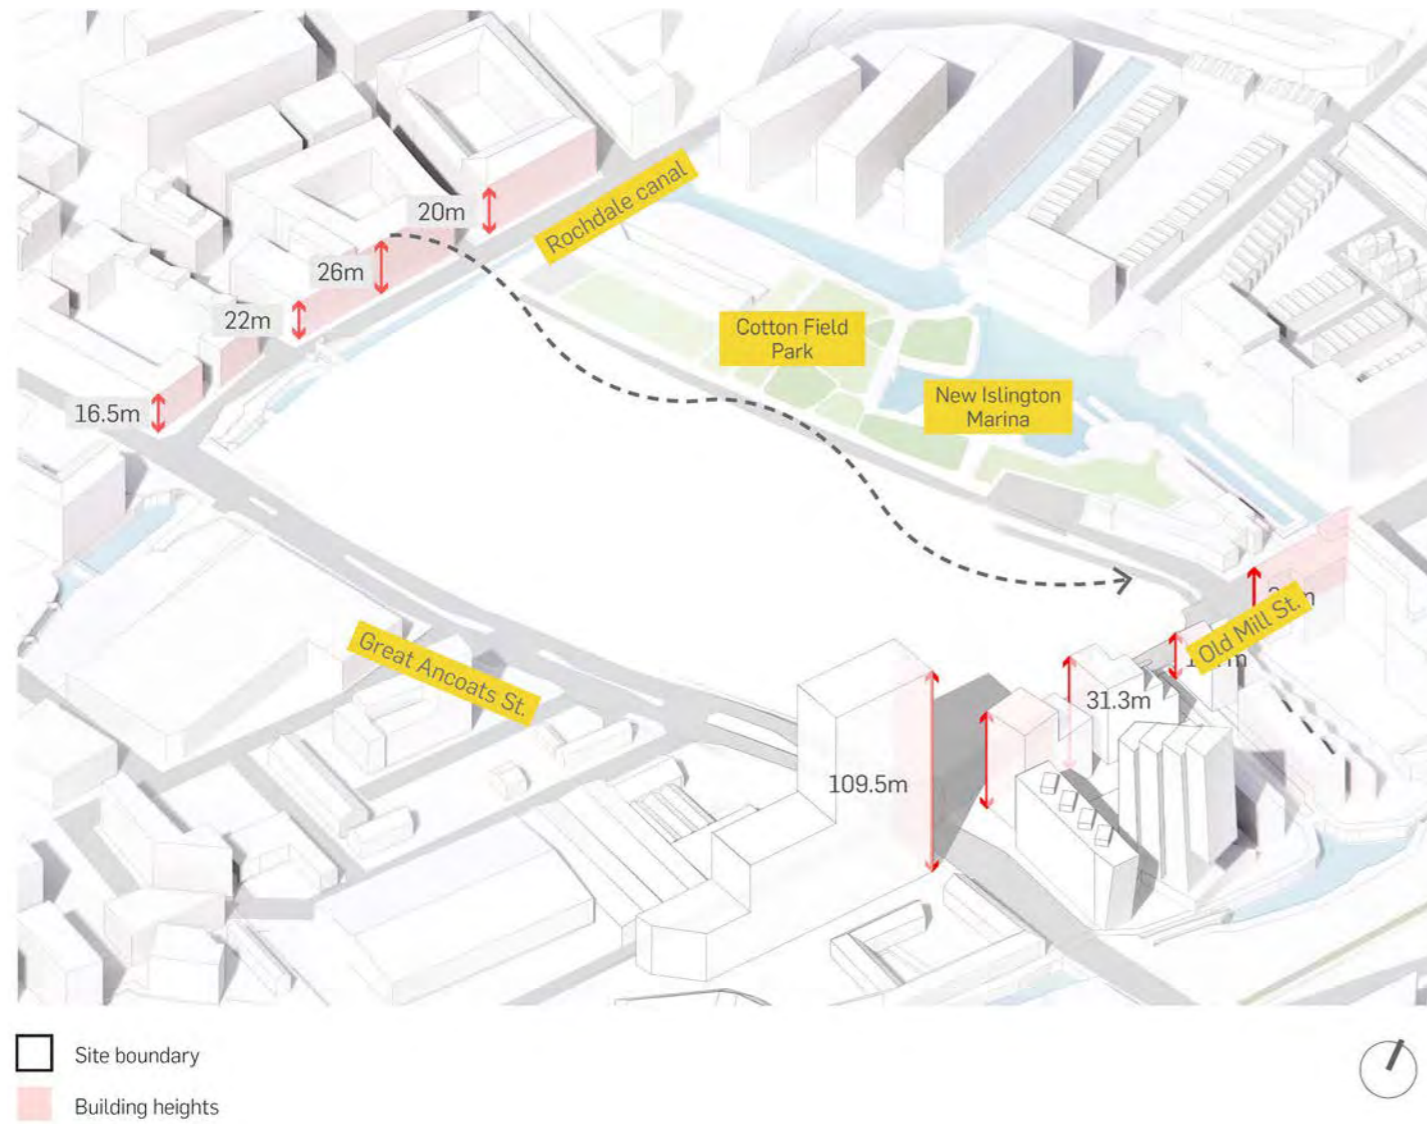 20m
Rochdale canal
26m
22m
Cotton Field
Park
New Islington
Marina
16.5m
Old Mill St.
Great Ancoats St.
31.3m
109.5m
Site boundary
Building heights